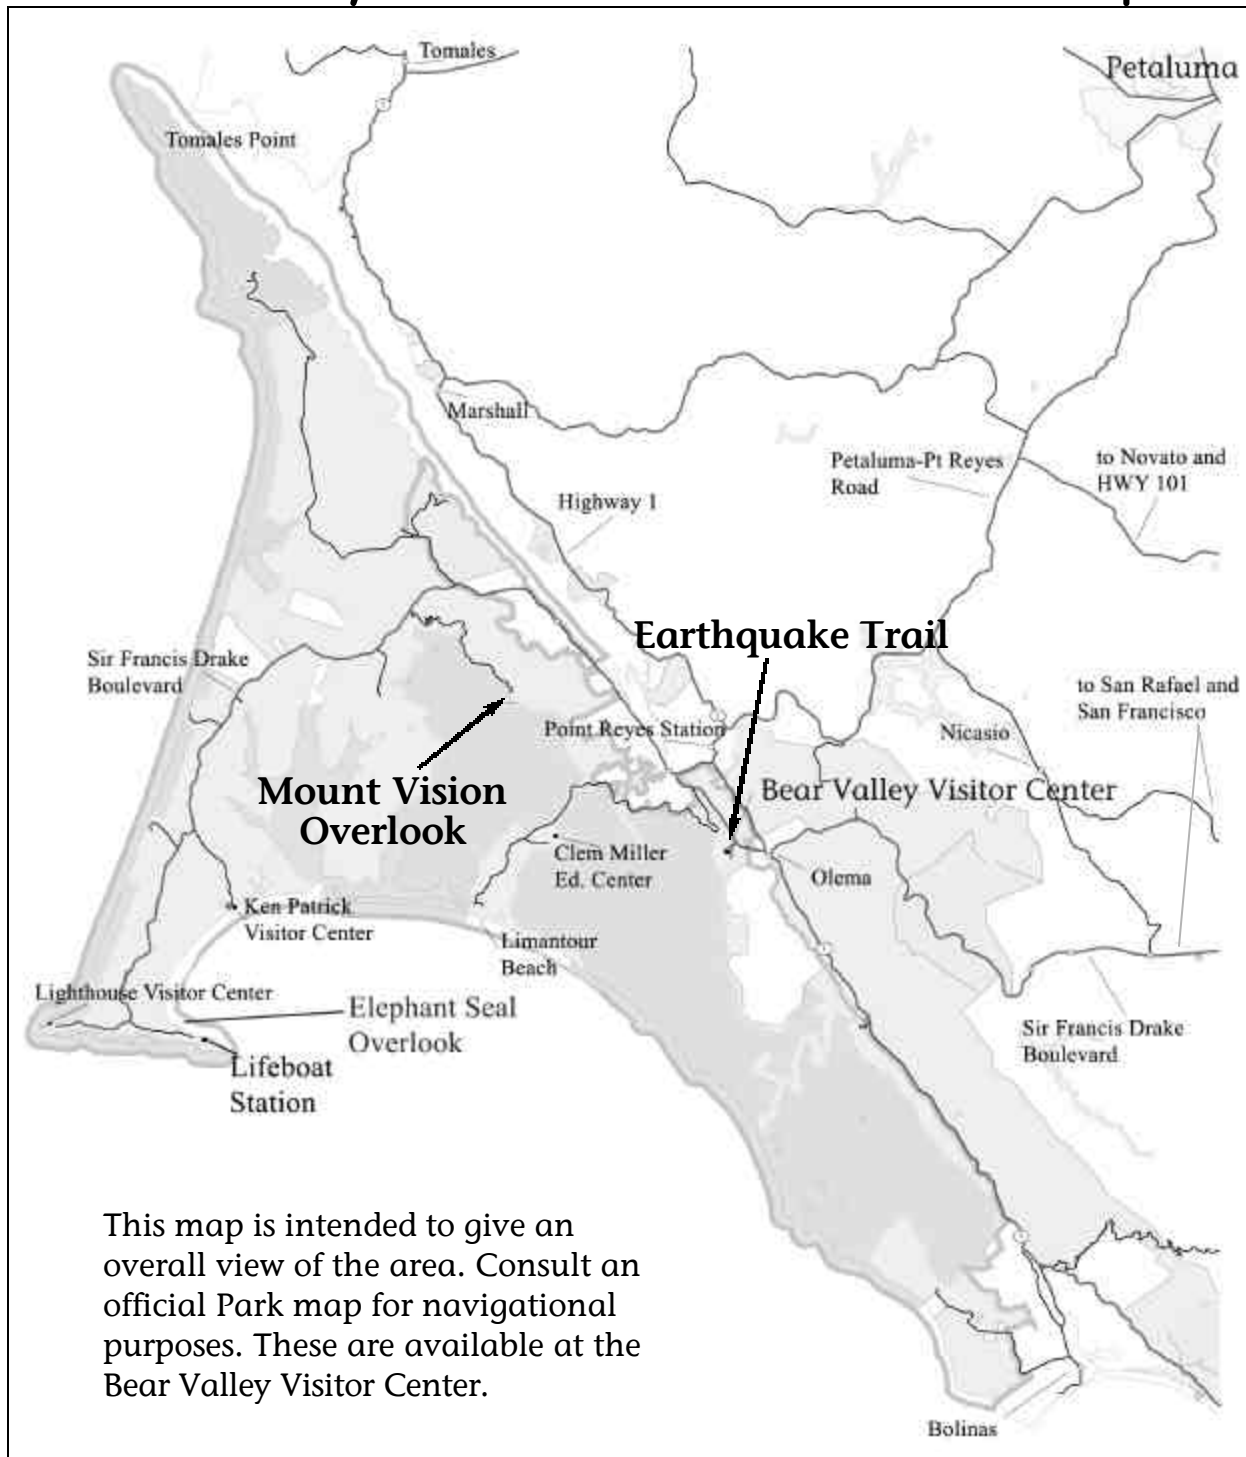 Tomales
Petaluma
Tomales Point
Marshall
Petaluma-Pt Reyes
Road
to Novato and
HWY 101
Highway 1
Earthquake Trail
Sir Francis Drake
Boulevard
to San Rafael and
San Francisco
Point Reyes Station
Nicasio
Mount Vision
Overlook
Bear Valley Visitor Center
Clem Miller
Ed. Center
Olema
Ken Patrick
Visitor Center
Limantour
Beach
Lighthouse Visitor Center
Elephant Seal
Overlook
Sir Francis Drake
Boulevard
Lifeboat
Station
This map is intended to give an
overall view of the area. Consult an
official Park map for navigational
purposes. These are available at the
Bear Valley Visitor Center.
Bolinas